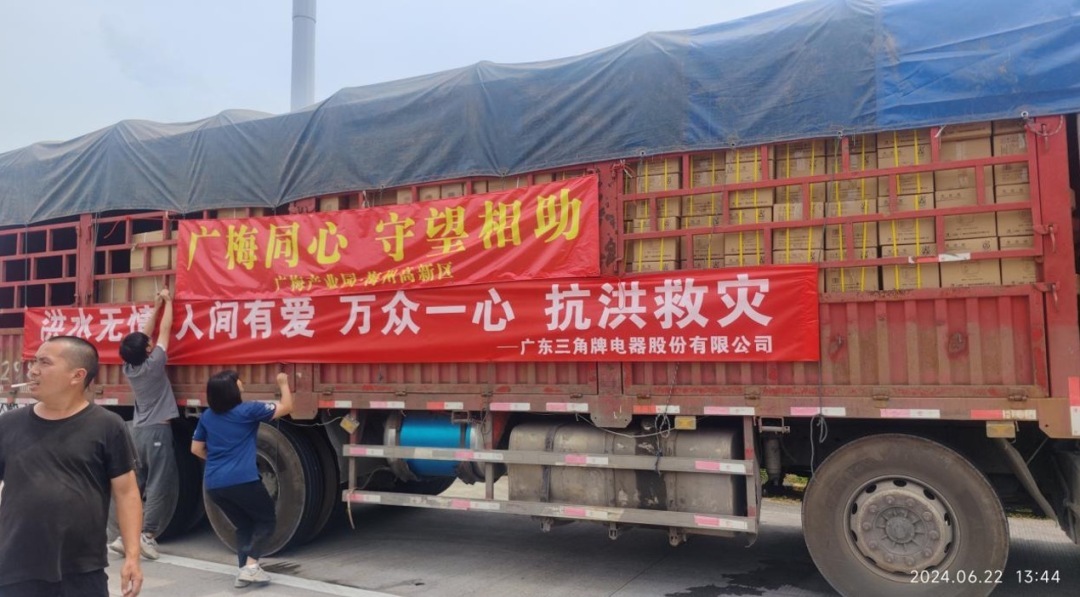 广梅同心 守望相助
广梅产业园·梅州高新区
洪水无情 人间有爱 万众一心 抗洪救灾
—广东三角牌电器股份有限公司
2024.06.22 13:44